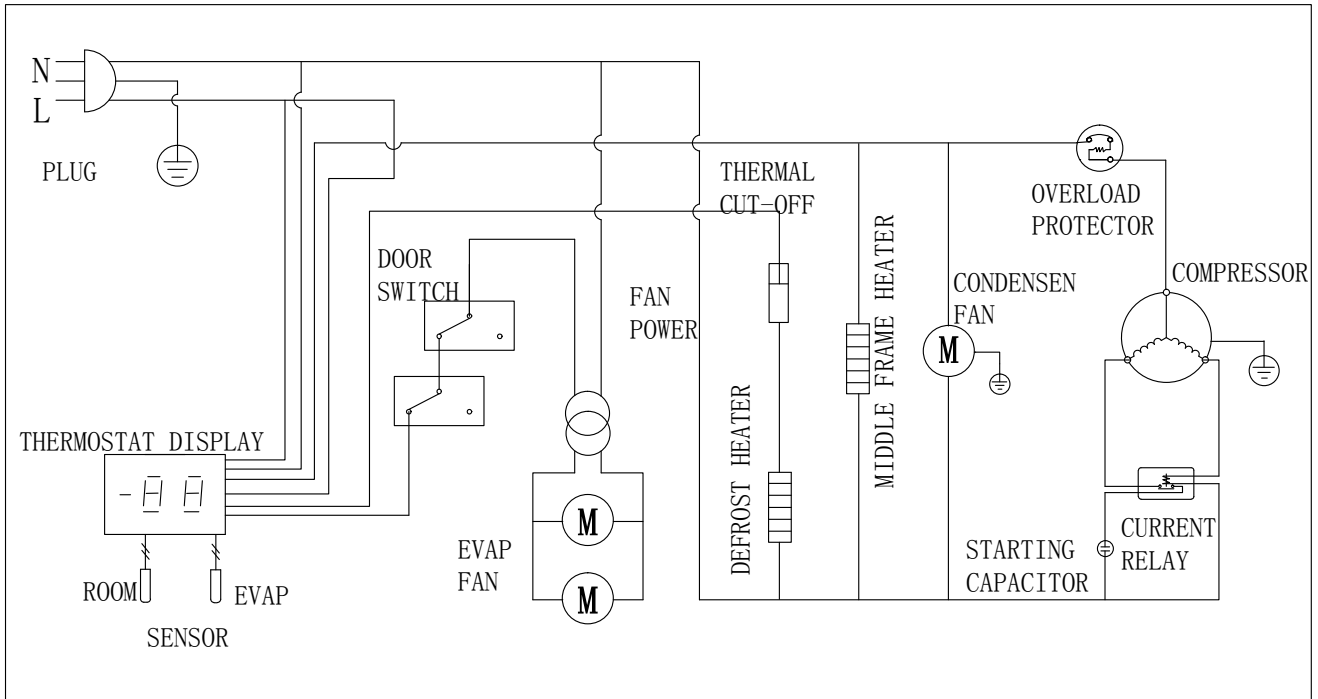 N
L
PLUG
THERMAL
CUT-OFF
OVERLOAD
PROTECTOR
DOOR
SWITCH
FAN
POWER
MIDDLE FRAME HEATER
CONDENSEN
FAN
M
COMPRESSOR
THERMOSTAT DISPLAY
-88
DEFROST HEATER
EVAP
FAN
M
M
STARTING
CAPACITOR
CURRENT
RELAY
ROOM
EVAP
SENSOR